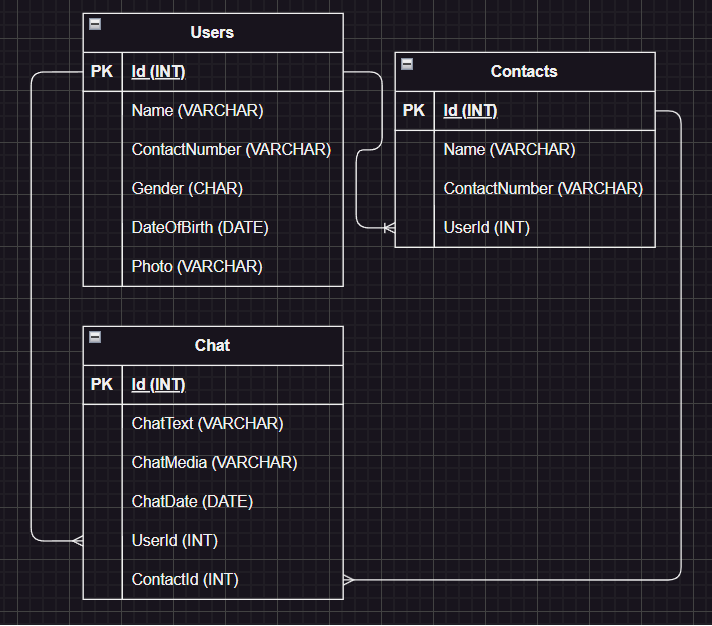 Users
PK Id (INT)
Name (VARCHAR)
ContactNumber (VARCHAR)
Gender (CHAR)
DateOfBirth (DATE)
Photo (VARCHAR)
Contacts
PK Id (INT)
Name (VARCHAR)
ContactNumber (VARCHAR)
UserId (INT)
Chat
PK Id (INT)
ChatText (VARCHAR)
ChatMedia (VARCHAR)
ChatDate (DATE)
UserId (INT)
ContactId (INT)